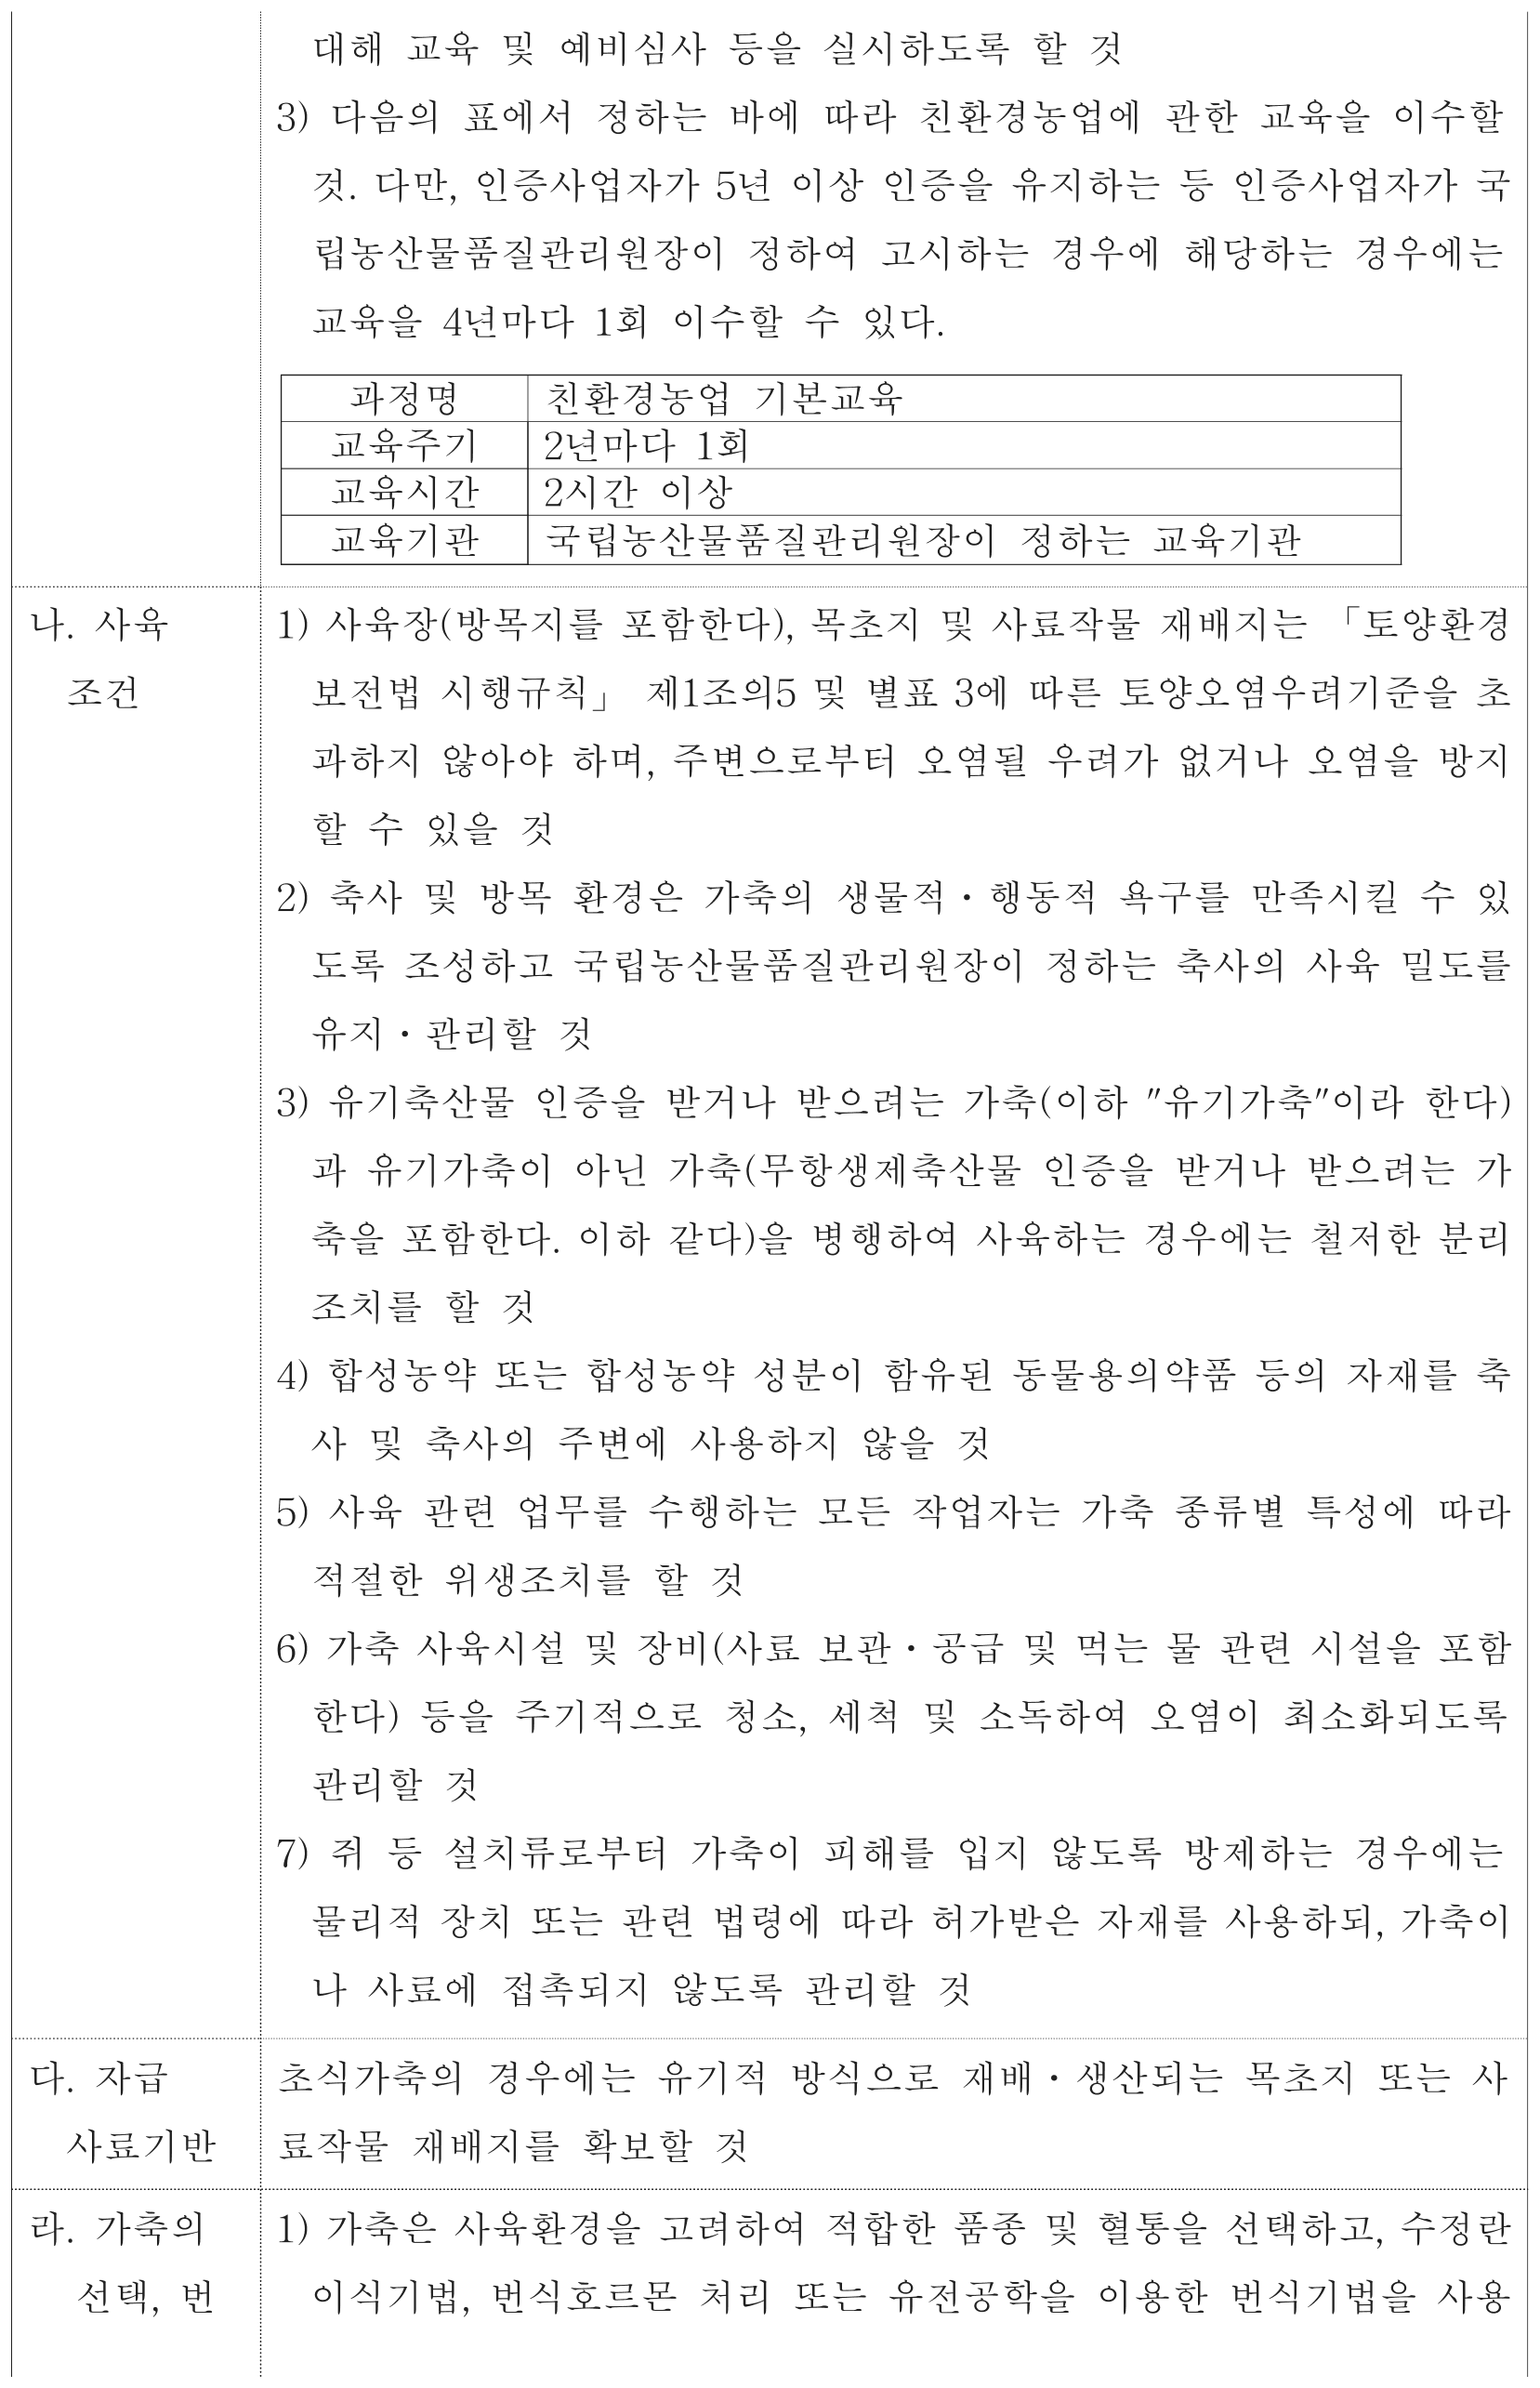 대해 교육 및 예비심사 등을 실시하도록 할 것
3) 다음의 표에서 정하는 바에 따라 친환경농업에 관한 교육을 이수할
것. 다만, 인증사업자가 5년 이상 인증을 유지하는 등 인증사업자가 국
립농산물품질관리원장이 정하여 고시하는 경우에 해당하는 경우에는
교육을 4년마다 1회 이수할 수 있다.
과정명 친환경농업 기본교육
교육주기 2년마다 1회
교육시간 2시간 이상
교육기관 국립농산물품질관리원장이 정하는 교육기관
나. 사육 1) 사육장(방목지를 포함한다), 목초지 및 사료작물 재배지는 「토양환경
조건 보전법 시행규칙」 제1조의5 및 별표 3에 따른 토양오염우려기준을 초
과하지 않아야 하며, 주변으로부터 오염될 우려가 없거나 오염을 방지
할 수 있을 것
2) 축사 및 방목 환경은 가축의 생물적·행동적 욕구를 만족시킬 수 있
도록 조성하고 국립농산물품질관리원장이 정하는 축사의 사육 밀도를
유지·관리할 것
3) 유기축산물 인증을 받거나 받으려는 가축(이하 "유기가축"이라 한다)
과 유기가축이 아닌 가축(무항생제축산물 인증을 받거나 받으려는 가
축을 포함한다. 이하 같다)을 병행하여 사육하는 경우에는 철저한 분리
조치를 할 것
4) 합성농약 또는 합성농약 성분이 함유된 동물용의약품 등의 자재를 축
사 및 축사의 주변에 사용하지 않을 것
5) 사육 관련 업무를 수행하는 모든 작업자는 가축 종류별 특성에 따라
적절한 위생조치를 할 것
6) 가축 사육시설 및 장비(사료 보관·공급 및 먹는 물 관련 시설을 포함
한다) 등을 주기적으로 청소, 세척 및 소독하여 오염이 최소화되도록
관리할 것
7) 쥐 등 설치류로부터 가축이 피해를 입지 않도록 방제하는 경우에는
물리적 장치 또는 관련 법령에 따라 허가받은 자재를 사용하되, 가축이
나 사료에 접촉되지 않도록 관리할 것
다. 자급 초식가축의 경우에는 유기적 방식으로 재배·생산되는 목초지 또는 사
사료기반 료작물 재배지를 확보할 것
라. 가축의 1) 가축은 사육환경을 고려하여 적합한 품종 및 혈통을 선택하고, 수정란
선택, 번 이식기법, 번식호르몬 처리 또는 유전공학을 이용한 번식기법을 사용